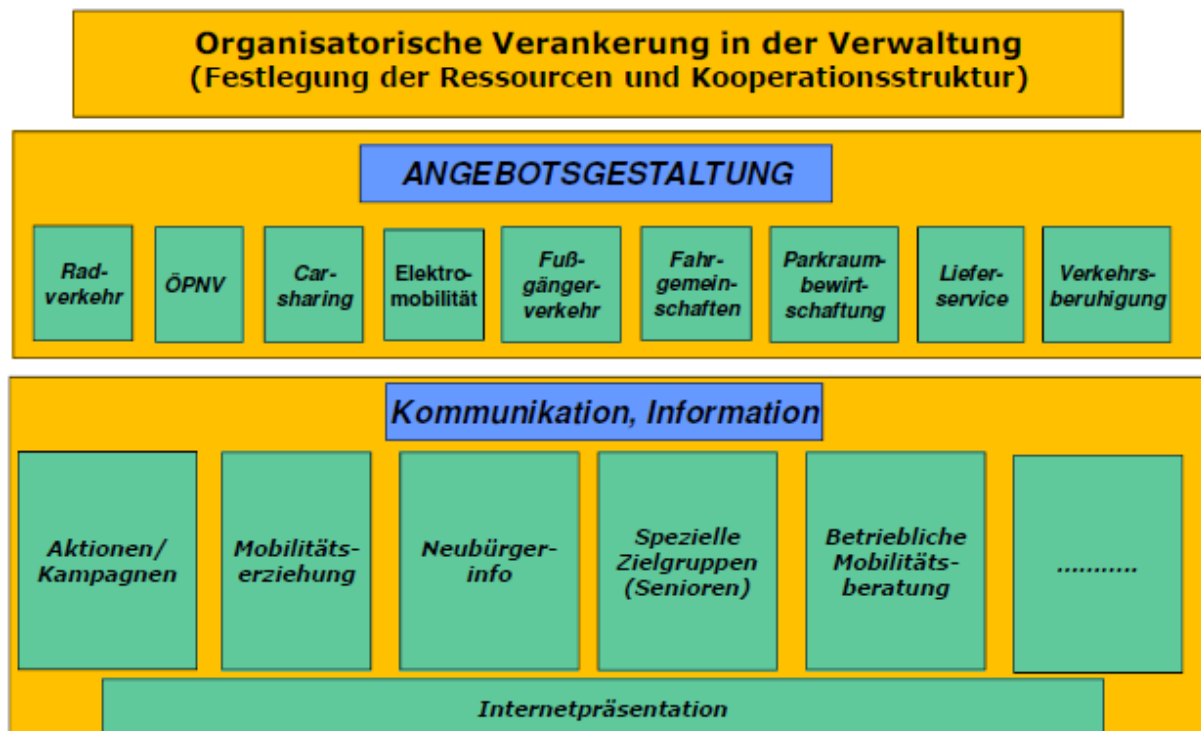 Organisatorische Verankerung in der Verwaltung
(Festlegung der Ressourcen und Kooperationsstruktur)
ANGEBOTSGESTALTUNG
Rad-
verkehr
ÖPNV
Car-
sharing
Elektro-
mobilität
Fuß-
gänger-
verkehr
Fahr-
gemein-
schaften
Parkraum-
bewirt-
schaftung
Liefer-
service
Verkehrs-
beruhigung
Kommunikation, Information
Aktionen/
Kampagnen
Mobilitäts-
erziehung
Neubürger-
info
Spezielle
Zielgruppen
(Senioren)
Betriebliche
Mobilitäts-
beratung
...........
Internetpräsentation